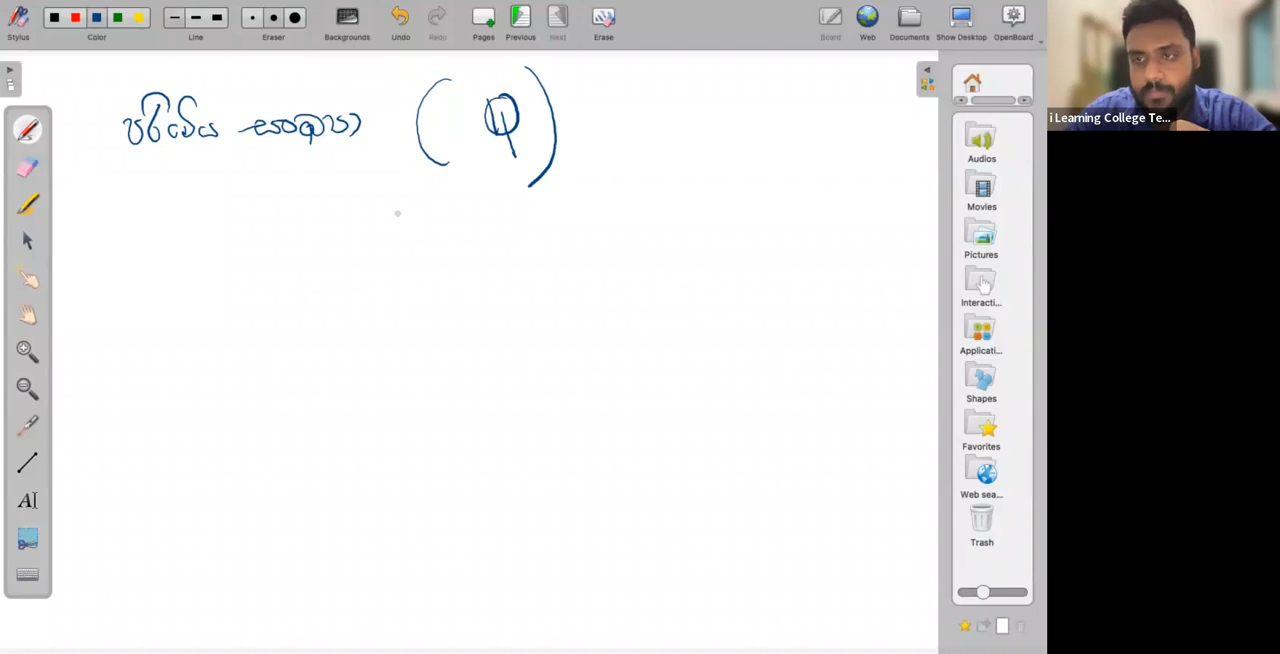 Stylus Color Line Eraser Backgrounds Undo Redo Pages Previous Next Erase Board Web Documents Show Desktop OpenBoard
i Learning College Te...
පරිමේය සංඛ්‍යා ( Q )
Audios
Movies
Pictures
Interacti...
Applicati...
Shapes
Favorites
Web sea...
Trash